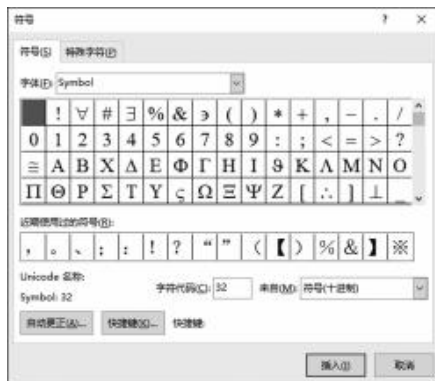 符号 ? ×
符号(S) 特殊字符(P)
字体(F): Symbol
! ∀ # ∃ % & ∍ ( ) * + , − . /
0 1 2 3 4 5 6 7 8 9 : ; < = > ?
≅ Α Β Χ Δ Ε Φ Γ Η Ι ϑ Κ Λ Μ Ν Ο
Π Θ Ρ Σ Τ Υ ς Ω Ξ Ψ Ζ [ ∴ ] ⊥ _
近期使用过的符号(R):
, 。 、 ; : ! ? “ ” ( 【 ) % & 】 ※
Unicode 名称:
Symbol: 32
字符代码(C): 32 来自(M): 符号(十进制)
自动更正(A)... 快捷键(K)... 快捷键:
插入(I) 取消